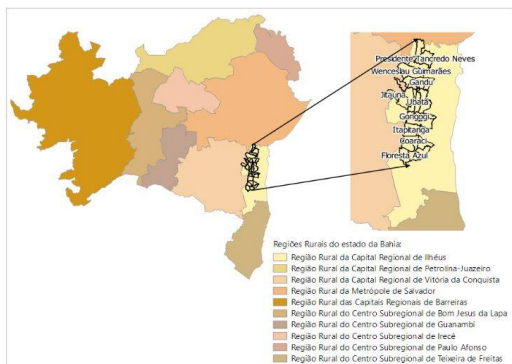 Presidente Tancredo Neves
Wenceslau Guimarães
Gandu
Jitaúna
Ubatã
Gongogi
Itapitanga
Coaraci
Floresta Azul
Regiões Rurais do estado da Bahia:
Região Rural da Capital Regional de Ilhéus
Região Rural da Capital Regional de Petrolina-Juazeiro
Região Rural da Capital Regional de Vitória da Conquista
Região Rural da Metrópole de Salvador
Região Rural das Capitais Regionais de Barreiras
Região Rural do Centro Subregional de Bom Jesus da Lapa
Região Rural do Centro Subregional de Guanambi
Região Rural do Centro Subregional de Irecê
Região Rural do Centro Subregional de Paulo Afonso
Região Rural do Centro Subregional de Teixeira de Freitas